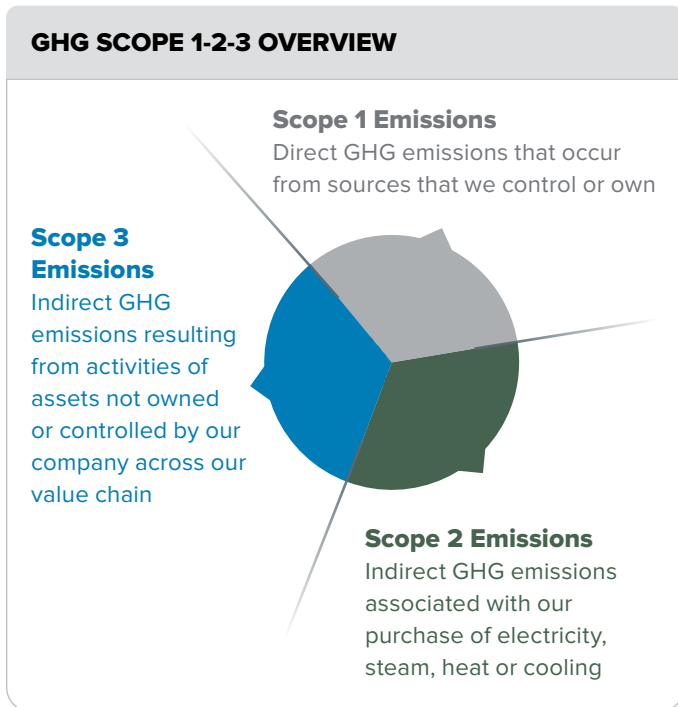 GHG SCOPE 1-2-3 OVERVIEW
Scope 1 Emissions
Direct GHG emissions that occur
from sources that we control or own
Scope 3
Emissions
Indirect GHG
emissions resulting
from activities of
assets not owned
or controlled by our
company across our
value chain
Scope 2 Emissions
Indirect GHG emissions
associated with our
purchase of electricity,
steam, heat or cooling